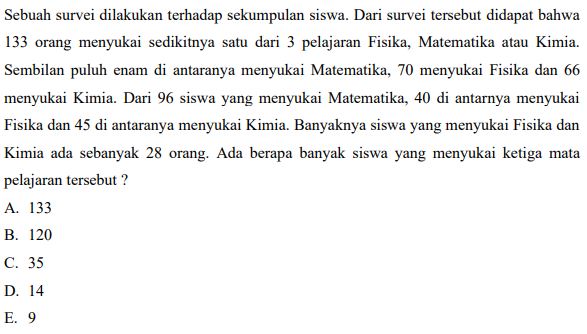 Sebuah survei dilakukan terhadap sekumpulan siswa. Dari survei tersebut didapat bahwa
133 orang menyukai sedikitnya satu dari 3 pelajaran Fisika, Matematika atau Kimia.
Sembilan puluh enam di antaranya menyukai Matematika, 70 menyukai Fisika dan 66
menyukai Kimia. Dari 96 siswa yang menyukai Matematika, 40 di antarnya menyukai
Fisika dan 45 di antaranya menyukai Kimia. Banyaknya siswa yang menyukai Fisika dan
Kimia ada sebanyak 28 orang. Ada berapa banyak siswa yang menyukai ketiga mata
pelajaran tersebut ?
A. 133
B. 120
C. 35
D. 14
E. 9